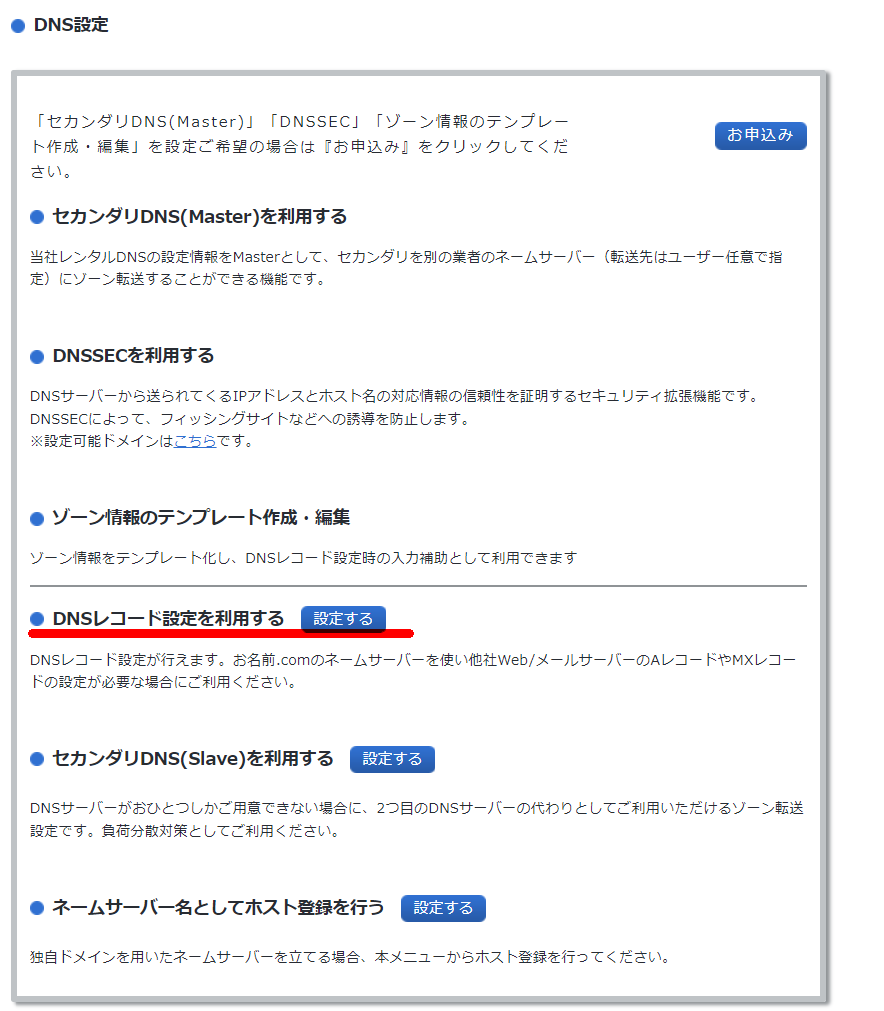 DNS設定
「セカンダリDNS(Master)」「DNSSEC」「ゾーン情報のテンプレー
ト作成・編集」を設定ご希望の場合は『お申込み』をクリックしてくだ
さい。
お申込み
セカンダリDNS(Master)を利用する
当社レンタルDNSの設定情報をMasterとして、セカンダリを別の業者のネームサーバー（転送先はユーザー任意で指
定）にゾーン転送することができる機能です。
DNSSECを利用する
DNSサーバーから送られてくるIPアドレスとホスト名の対応情報の信頼性を証明するセキュリティ拡張機能です。
DNSSECによって、フィッシングサイトなどへの誘導を防止します。
※設定可能ドメインはこちらです。
ゾーン情報のテンプレート作成・編集
ゾーン情報をテンプレート化し、DNSレコード設定時の入力補助として利用できます
DNSレコード設定を利用する 設定する
DNSレコード設定が行えます。お名前.comのネームサーバーを使い他社Web/メールサーバーのAレコードやMXレコー
ドの設定が必要な場合にご利用ください。
セカンダリDNS(Slave)を利用する 設定する
DNSサーバーがおひとつしかご用意できない場合に、2つ目のDNSサーバーの代わりとしてご利用いただけるゾーン転送
設定です。負荷分散対策としてご利用ください。
ネームサーバー名としてホスト登録を行う 設定する
独自ドメインを用いたネームサーバーを立てる場合、本メニューからホスト登録を行ってください。